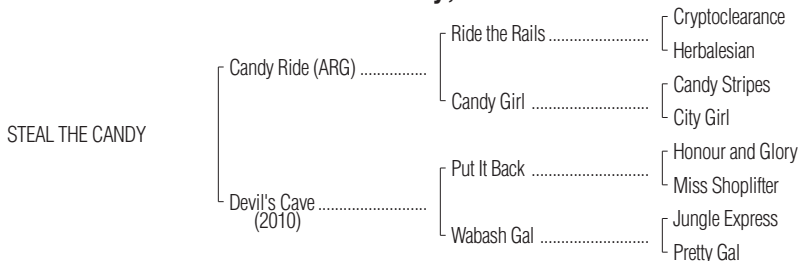 Cryptoclearance
Ride the Rails ......................
Herbalesian
Candy Ride (ARG) ...............
Candy Stripes
Candy Girl ..........................
City Girl
STEAL THE CANDY
Honour and Glory
Put It Back ..........................
Miss Shoplifter
Devil's Cave ........................
(2010)
Jungle Express
Wabash Gal ........................
Pretty Gal